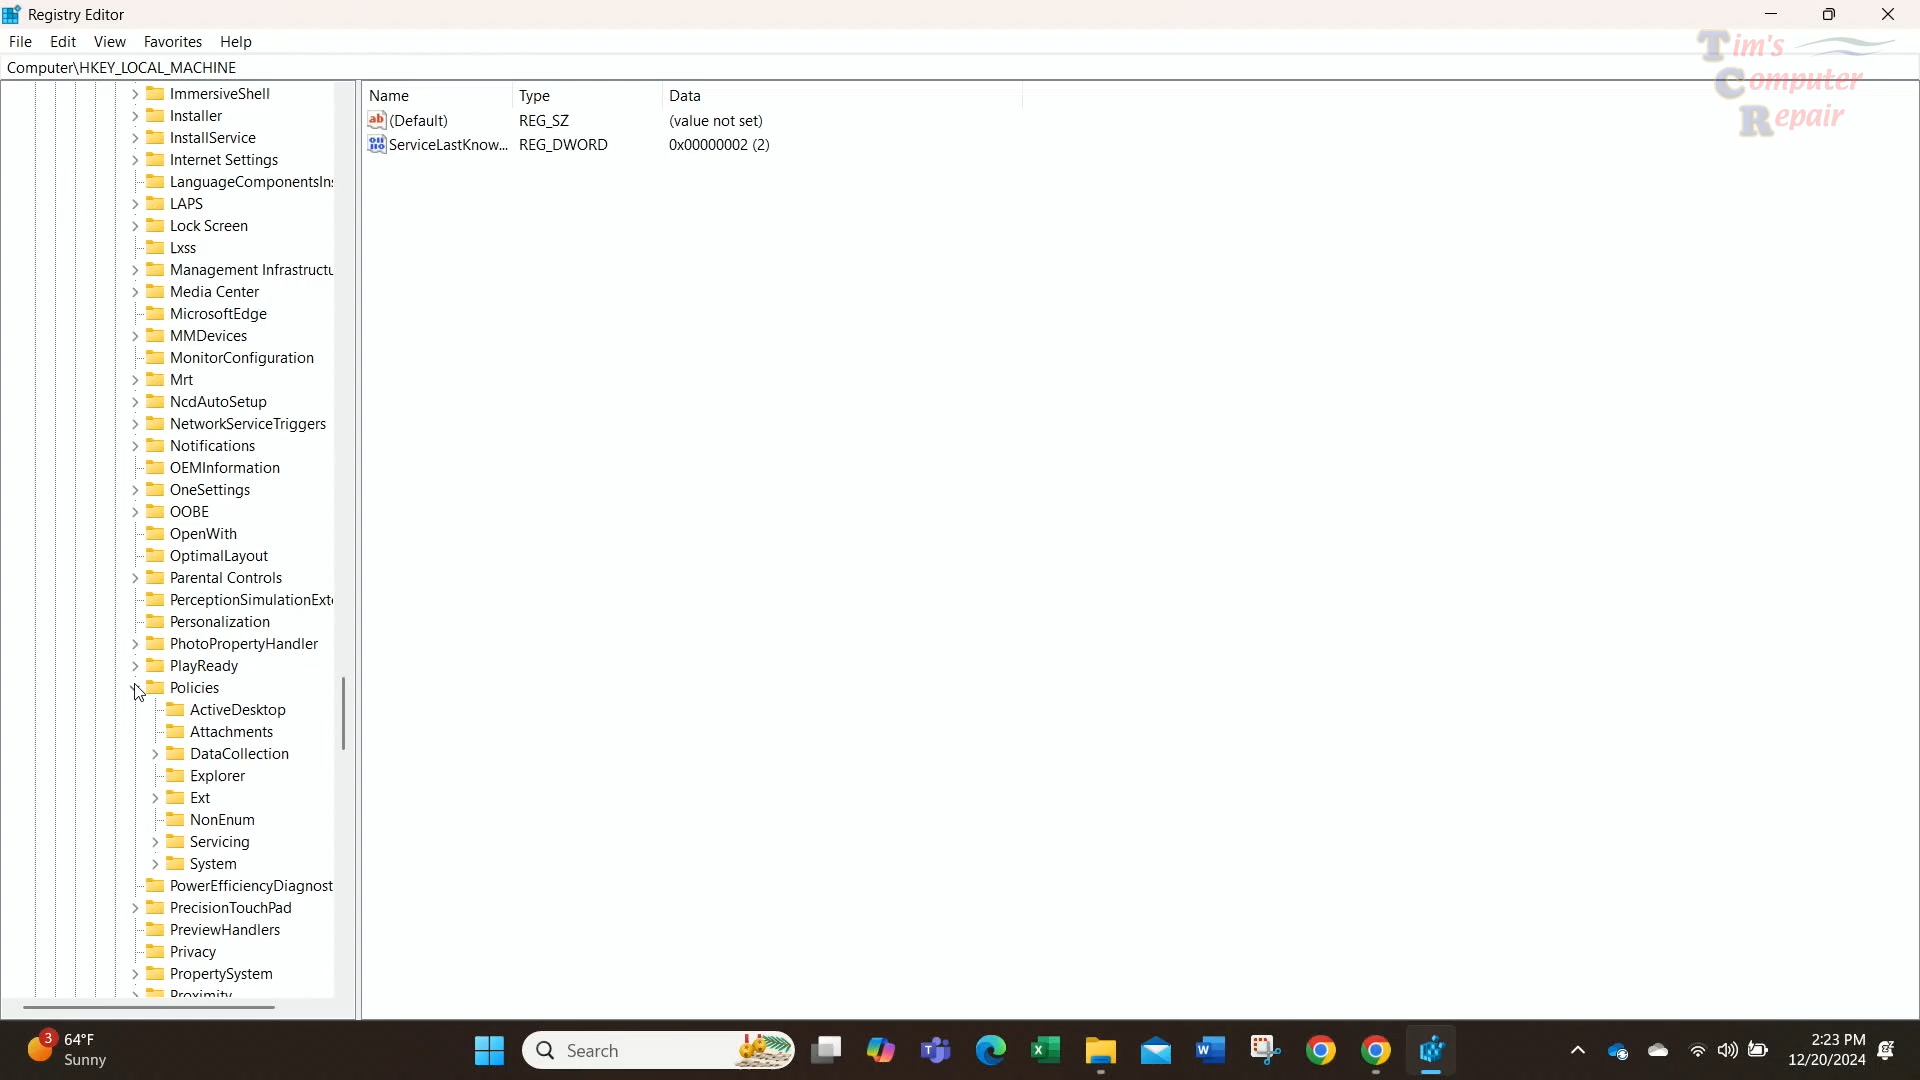 Registry Editor
File Edit View Favorites Help
Computer\HKEY_LOCAL_MACHINE
Tim's
Computer
Repair
ImmersiveShell
Installer
InstallService
Internet Settings
LanguageComponentsIns
LAPS
Lock Screen
Lxss
Management Infrastructu
Media Center
MicrosoftEdge
MMDevices
MonitorConfiguration
Mrt
NcdAutoSetup
NetworkServiceTriggers
Notifications
OEMInformation
OneSettings
OOBE
OpenWith
OptimalLayout
Parental Controls
PerceptionSimulationExte
Personalization
PhotoPropertyHandler
PlayReady
Policies
ActiveDesktop
Attachments
DataCollection
Explorer
Ext
NonEnum
Servicing
System
PowerEfficiencyDiagnost
PrecisionTouchPad
PreviewHandlers
Privacy
PropertySystem
Proximity
Name Type Data
(Default) REG_SZ (value not set)
ServiceLastKnow... REG_DWORD 0x00000002 (2)
3
64°F
Sunny
Search
2:23 PM
12/20/2024